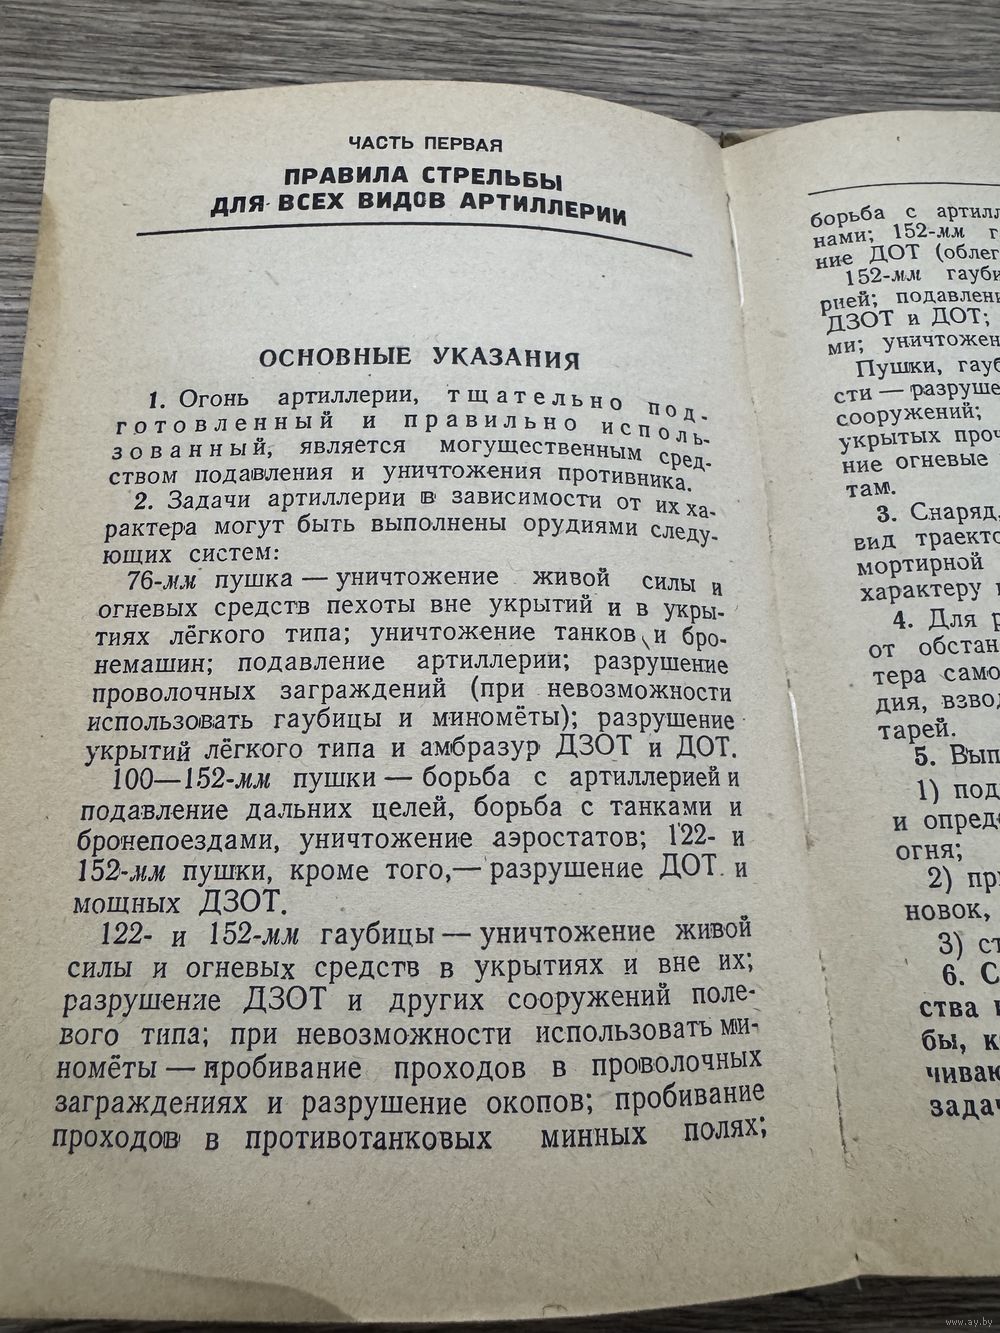 ЧАСТЬ ПЕРВАЯ
ПРАВИЛА СТРЕЛЬБЫ
ДЛЯ ВСЕХ ВИДОВ АРТИЛЛЕРИИ
ОСНОВНЫЕ УКАЗАНИЯ
1. Огонь артиллерии, тщательно под-
готовленный и правильно исполь-
зованный, является могущественным сред-
ством подавления и уничтожения противника.
2. Задачи артиллерии в зависимости от их ха-
рактера могут быть выполнены орудиями следу-
ющих систем:
76-мм пушка — уничтожение живой силы и
огневых средств пехоты вне укрытий и в укры-
тиях лёгкого типа; уничтожение танков и бро-
немашин; подавление артиллерии; разрушение
проволочных заграждений (при невозможности
использовать гаубицы и миномёты); разрушение
укрытий лёгкого типа и амбразур ДЗОТ и ДОТ.
100—152-мм пушки — борьба с артиллерией и
подавление дальних целей, борьба с танками и
бронепоездами, уничтожение аэростатов; 122- и
152-мм пушки, кроме того, — разрушение ДОТ и
мощных ДЗОТ.
122- и 152-мм гаубицы — уничтожение живой
силы и огневых средств в укрытиях и вне их;
разрушение ДЗОТ и других сооружений поле-
вого типа; при невозможности использовать ми-
номёты — пробивание проходов в проволочных
заграждениях и разрушение окопов; пробивание
проходов в противотанковых минных полях;
борьба с артилл
нами; 152-мм г
ние ДОТ (облег
152-мм гауби
рией; подавлени
ДЗОТ и ДОТ;
ми; уничтожен
Пушки, гауб
сти — разруше
сооружений;
укрытых проч
ние огневые
там.
3. Снаряд,
вид траекто
мортирной
характеру
4. Для р
от обстан
тера само
дия, взвод
тарей.
5. Вып
1) под
и опреде
огня;
2) при
новок,
3) ст
6. С
ства
бы, к
чиваю
задач
www.ay.by